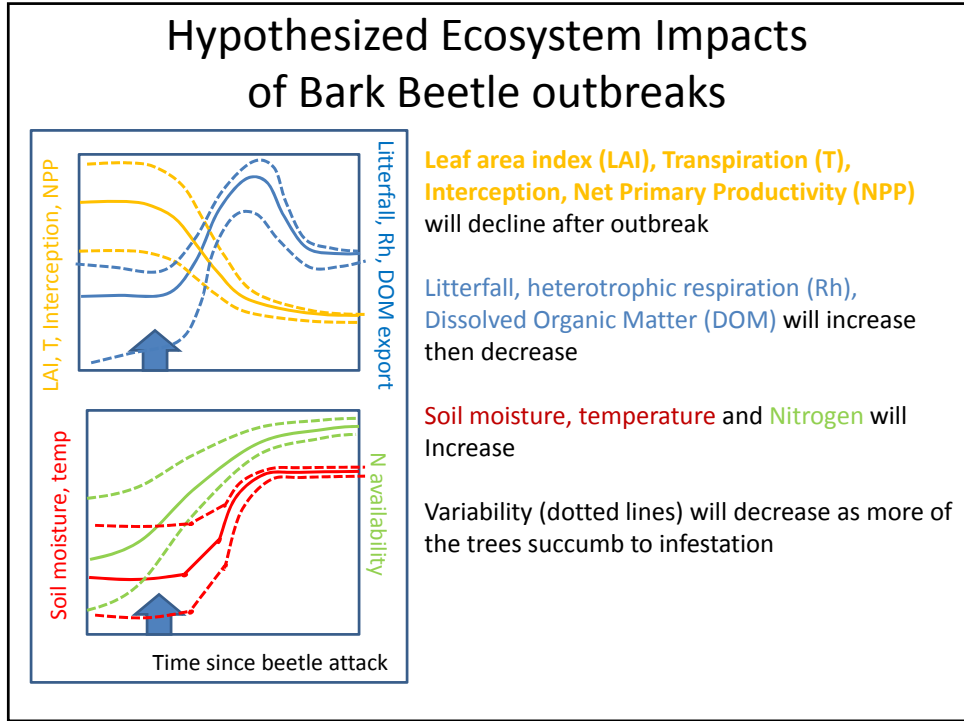 Hypothesized Ecosystem Impacts
of Bark Beetle outbreaks
LAI, T, Interception, NPP
Litterfall, Rh, DOM export
Soil moisture, temp
N availability
Time since beetle attack
Leaf area index (LAI), Transpiration (T),
Interception, Net Primary Productivity (NPP)
will decline after outbreak
Litterfall, heterotrophic respiration (Rh),
Dissolved Organic Matter (DOM) will increase
then decrease
Soil moisture, temperature and Nitrogen will
Increase
Variability (dotted lines) will decrease as more of
the trees succumb to infestation